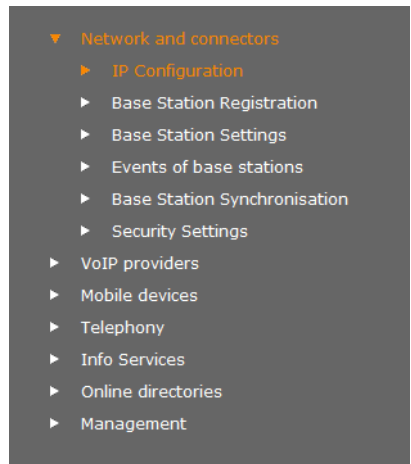 Network and connectors
IP Configuration
Base Station Registration
Base Station Settings
Events of base stations
Base Station Synchronisation
Security Settings
VoIP providers
Mobile devices
Telephony
Info Services
Online directories
Management